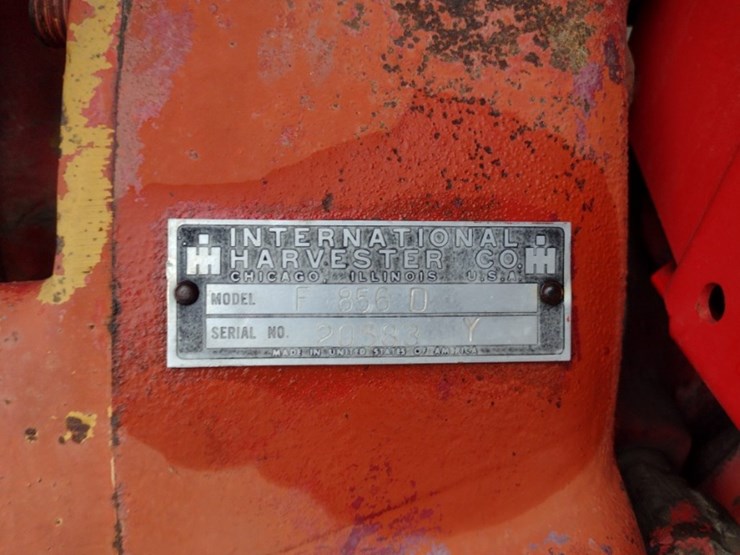 INTERNATIONAL
HARVESTER CO
CHICAGO, ILLINOIS U.S.A.
MODEL F 856 D
SERIAL NO. Y
MADE IN UNITED STATES OF AMERICA